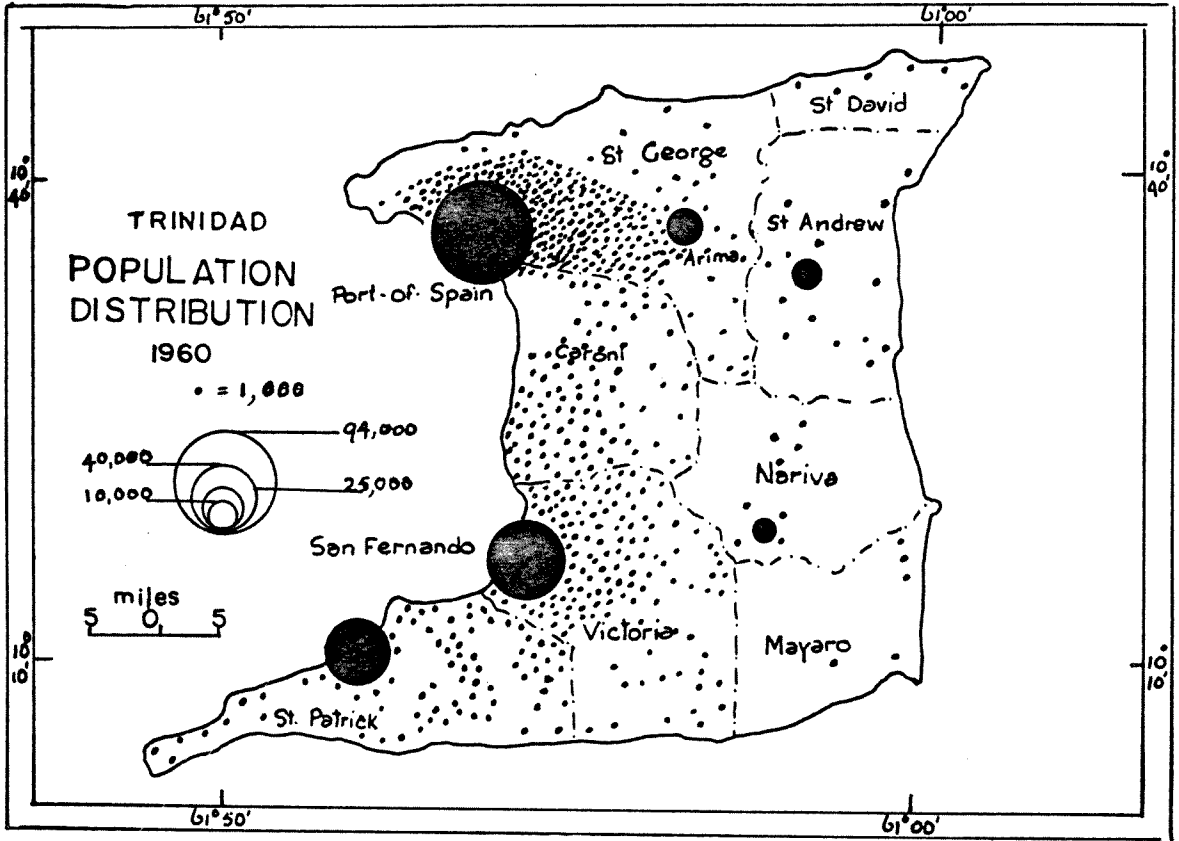 61°50'
61°00'
St David
St George
10°
40'
10°
40'
TRINIDAD
POPULATION
DISTRIBUTION
1960
St Andrew
Arima
Port-of-Spain
Caroni
• = 1,000
94,000
40,000
25,000
10,000
Nariva
San Fernando
miles
5 0 5
Victoria
Mayaro
10°
10'
10°
10'
St. Patrick
61°50'
61°00'